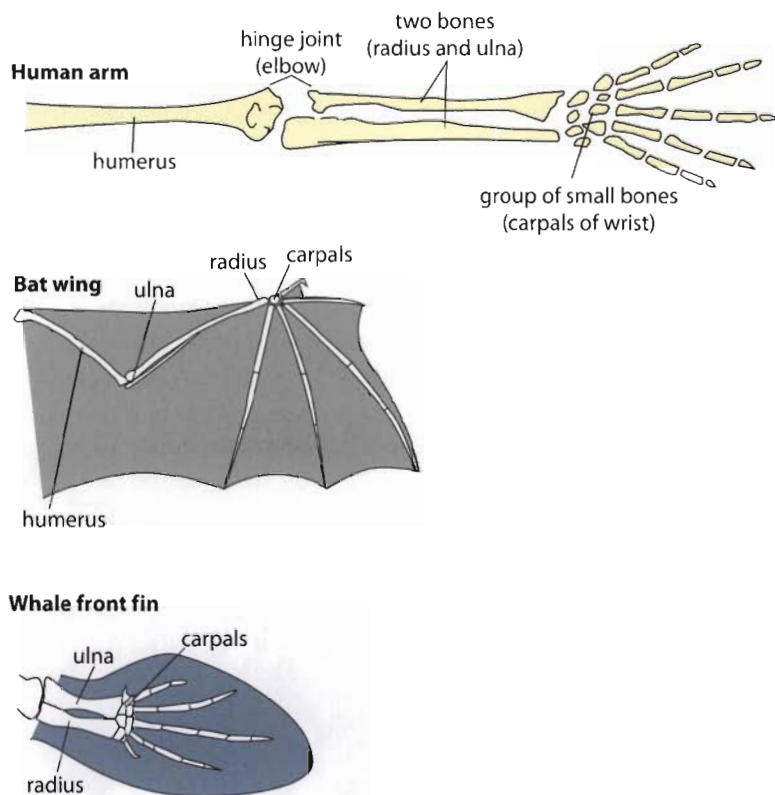 Human arm
hinge joint
(elbow)
two bones
(radius and ulna)
humerus
group of small bones
(carpals of wrist)
Bat wing
radius
carpals
ulna
humerus
Whale front fin
carpals
ulna
radius